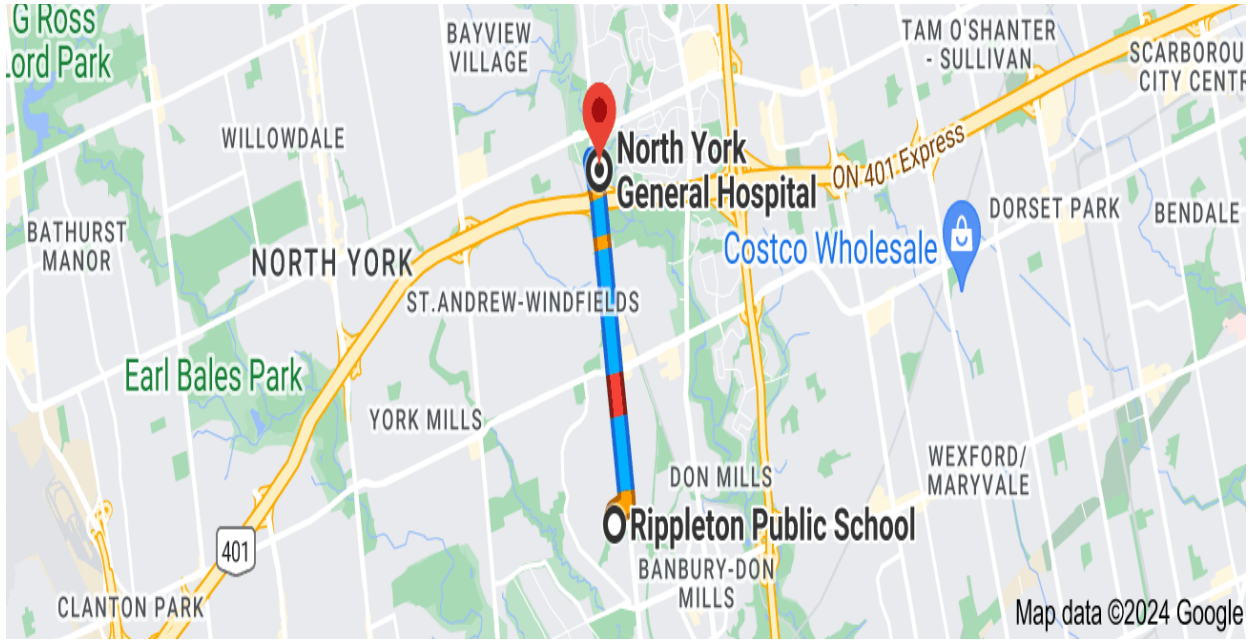 G Ross
Lord Park
BAYVIEW
VILLAGE
TAM O'SHANTER
- SULLIVAN
SCARBOROU
CITY CENTR
WILLOWDALE
North York
General Hospital
ON 401 Express
BATHURST
MANOR
NORTH YORK
DORSET PARK
BENDALE
Costco Wholesale
ST.ANDREW-WINDFIELDS
Earl Bales Park
YORK MILLS
DON MILLS
WEXFORD/
MARYVALE
Rippleton Public School
401
BANBURY-DON
MILLS
CLANTON PARK
Map data ©2024 Google